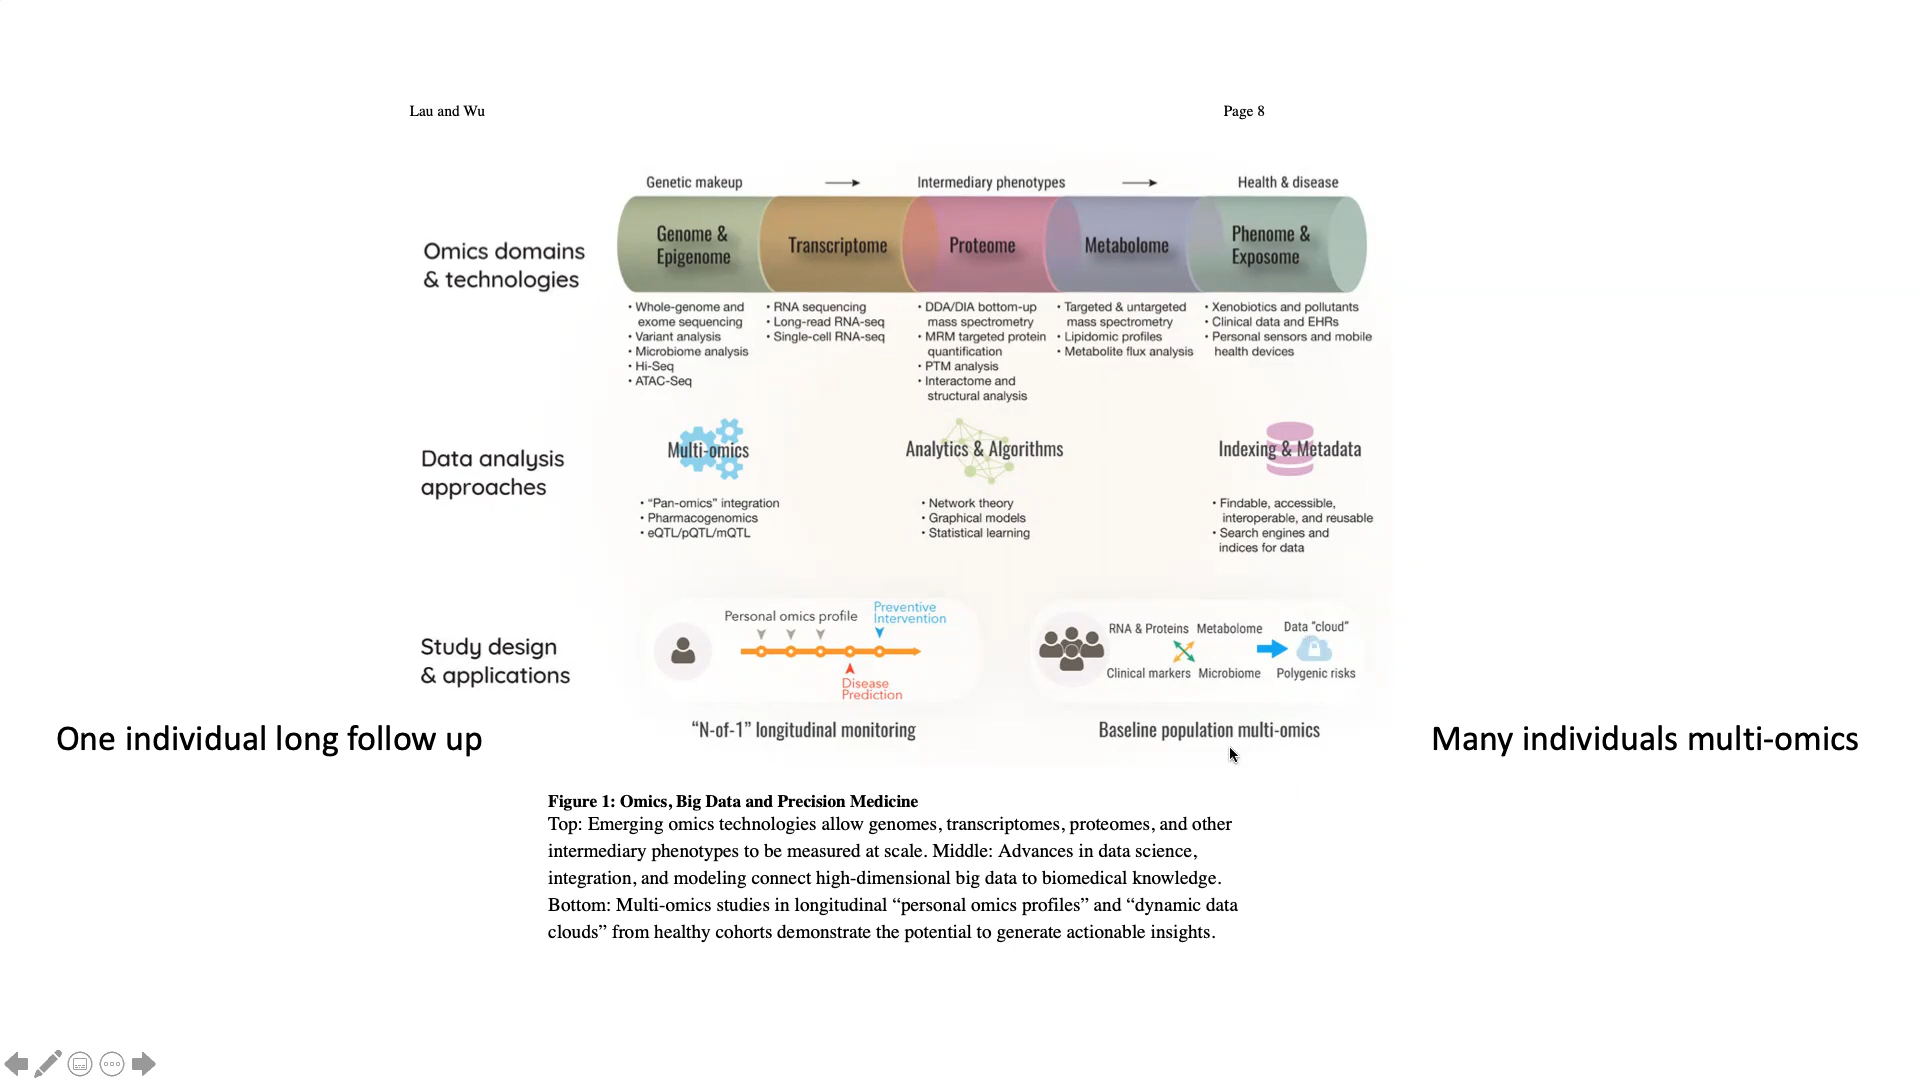 Lau and Wu
Page 8
Genetic makeup
Intermediary phenotypes
Health & disease
Omics domains
& technologies
Genome &
Epigenome
Transcriptome
Proteome
Metabolome
Phenome &
Exposome
• Whole-genome and
exome sequencing
• Variant analysis
• Microbiome analysis
• Hi-Seq
• ATAC-Seq
• RNA sequencing
• Long-read RNA-seq
• Single-cell RNA-seq
• DDA/DIA bottom-up
mass spectrometry
• MRM targeted protein
quantification
• PTM analysis
• Interactome and
structural analysis
• Targeted & untargeted
mass spectrometry
• Lipidomic profiles
• Metabolite flux analysis
• Xenobiotics and pollutants
• Clinical data and EHRs
• Personal sensors and mobile
health devices
Data analysis
approaches
Multi-omics
Analytics & Algorithms
Indexing & Metadata
• “Pan-omics” integration
• Pharmacogenomics
• eQTL/pQTL/mQTL
• Network theory
• Graphical models
• Statistical learning
• Findable, accessible,
interoperable, and reusable
• Search engines and
indices for data
Study design
& applications
Personal omics profile
Preventive
Intervention
Disease
Prediction
“N-of-1” longitudinal monitoring
RNA & Proteins
Metabolome
Data “cloud”
Clinical markers
Microbiome
Polygenic risks
Baseline population multi-omics
One individual long follow up
Many individuals multi-omics
Figure 1: Omics, Big Data and Precision Medicine
Top: Emerging omics technologies allow genomes, transcriptomes, proteomes, and other
intermediary phenotypes to be measured at scale. Middle: Advances in data science,
integration, and modeling connect high-dimensional big data to biomedical knowledge.
Bottom: Multi-omics studies in longitudinal “personal omics profiles” and “dynamic data
clouds” from healthy cohorts demonstrate the potential to generate actionable insights.